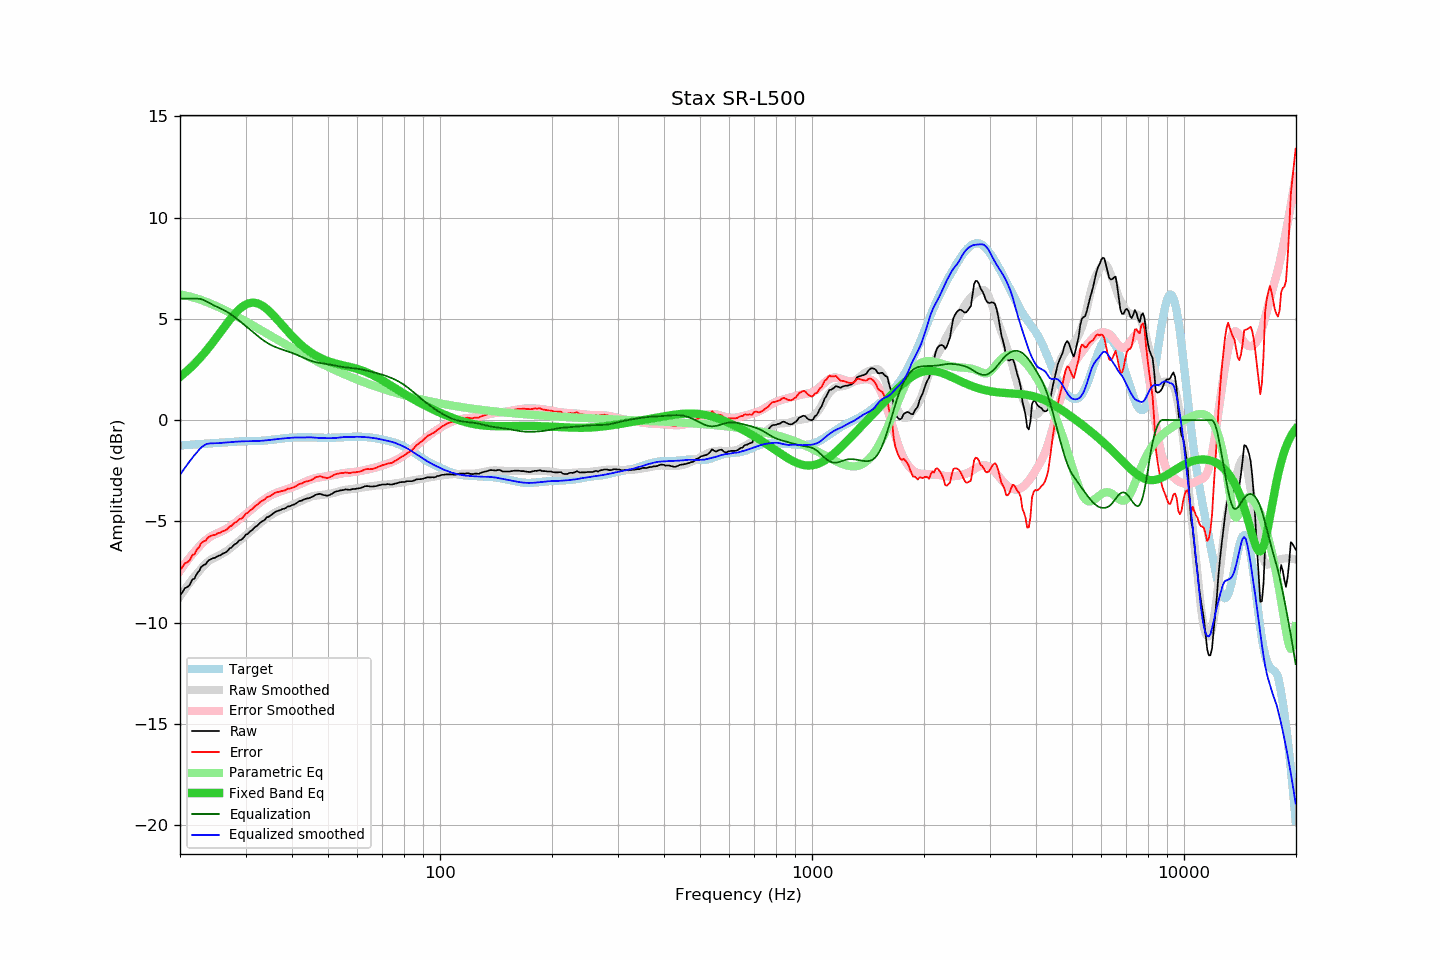 Stax SR-L500
15
10
5
0
−5
−10
−15
−20
Amplitude (dBr)
Target
Raw Smoothed
Error Smoothed
Raw
Error
Parametric Eq
Fixed Band Eq
Equalization
Equalized smoothed
100
1000
10000
Frequency (Hz)